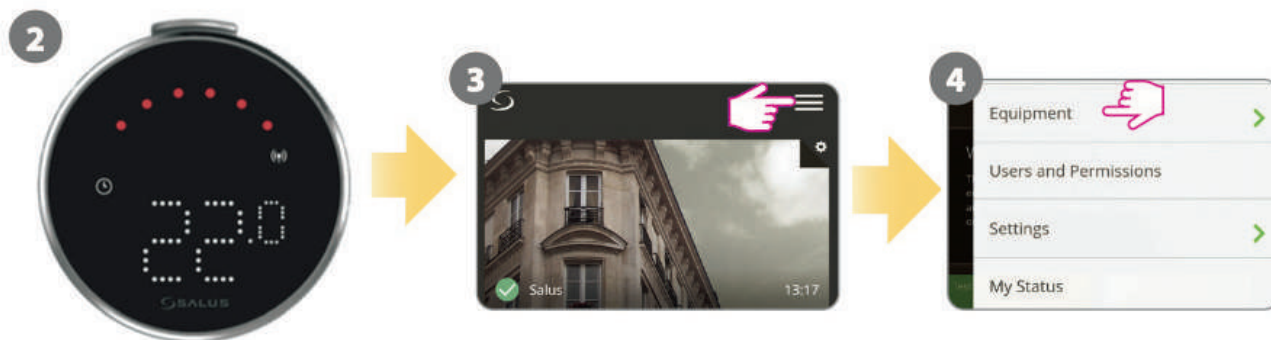 2
22.0
SALUS
3
Salus
13:17
4
Equipment
Users and Permissions
Settings
My Status